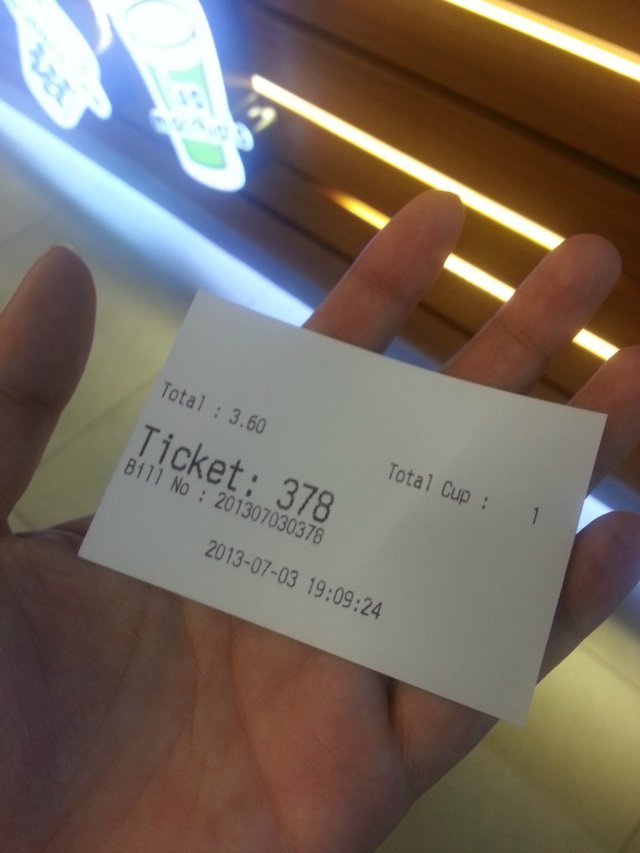 Total : 3.60
Total Cup : 1
Ticket: 378
Bill No : 201307030378
2013-07-03 19:09:24